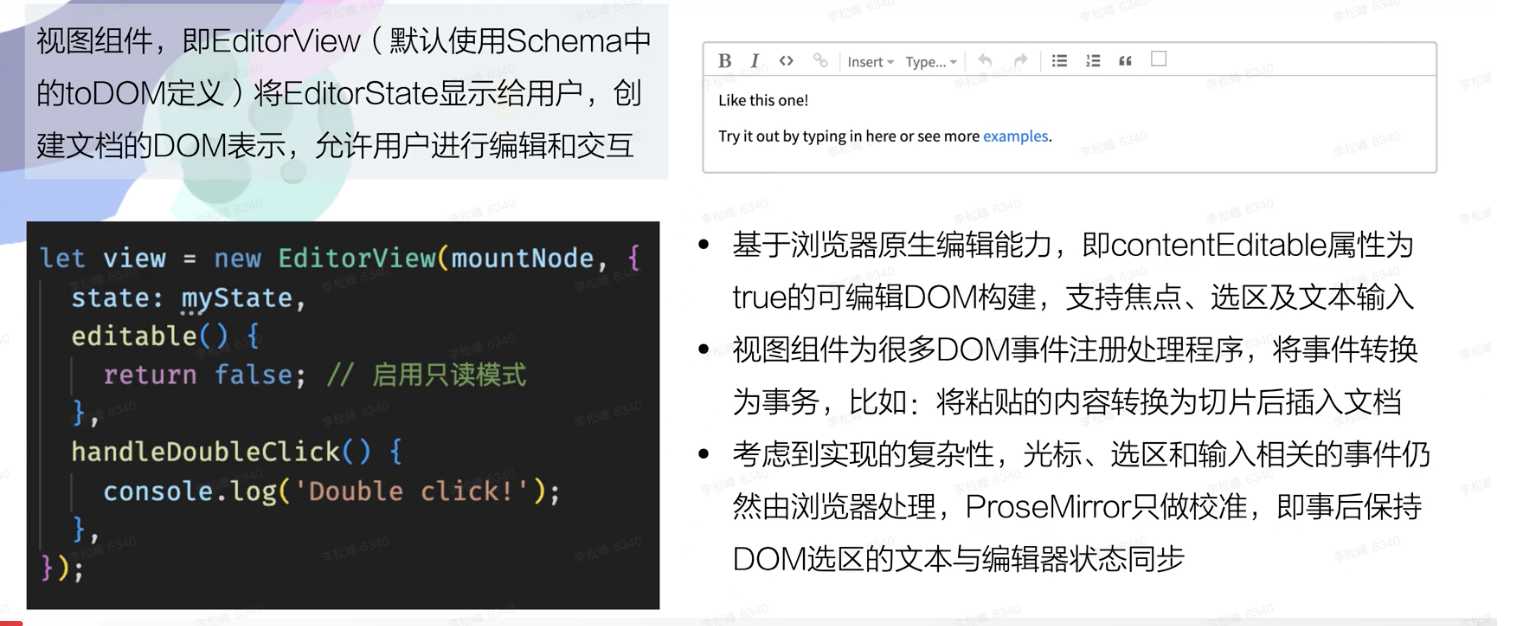 视图组件，即EditorView（默认使用Schema中
的toDOM定义）将EditorState显示给用户，创
建文档的DOM表示，允许用户进行编辑和交互
let view = new EditorView(mountNode, {
  state: myState,
  editable() {
    return false; // 启用只读模式
  },
  handleDoubleClick() {
    console.log('Double click!');
  },
});
B I <> Insert Type...
Like this one!
Try it out by typing in here or see more examples.
• 基于浏览器原生编辑能力，即contentEditable属性为
true的可编辑DOM构建，支持焦点、选区及文本输入
• 视图组件为很多DOM事件注册处理程序，将事件转换
为事务，比如：将粘贴的内容转换为切片后插入文档
• 考虑到实现的复杂性，光标、选区和输入相关的事件仍
然由浏览器处理，ProseMirror只做校准，即事后保持
DOM选区的文本与编辑器状态同步
李松峰 6340